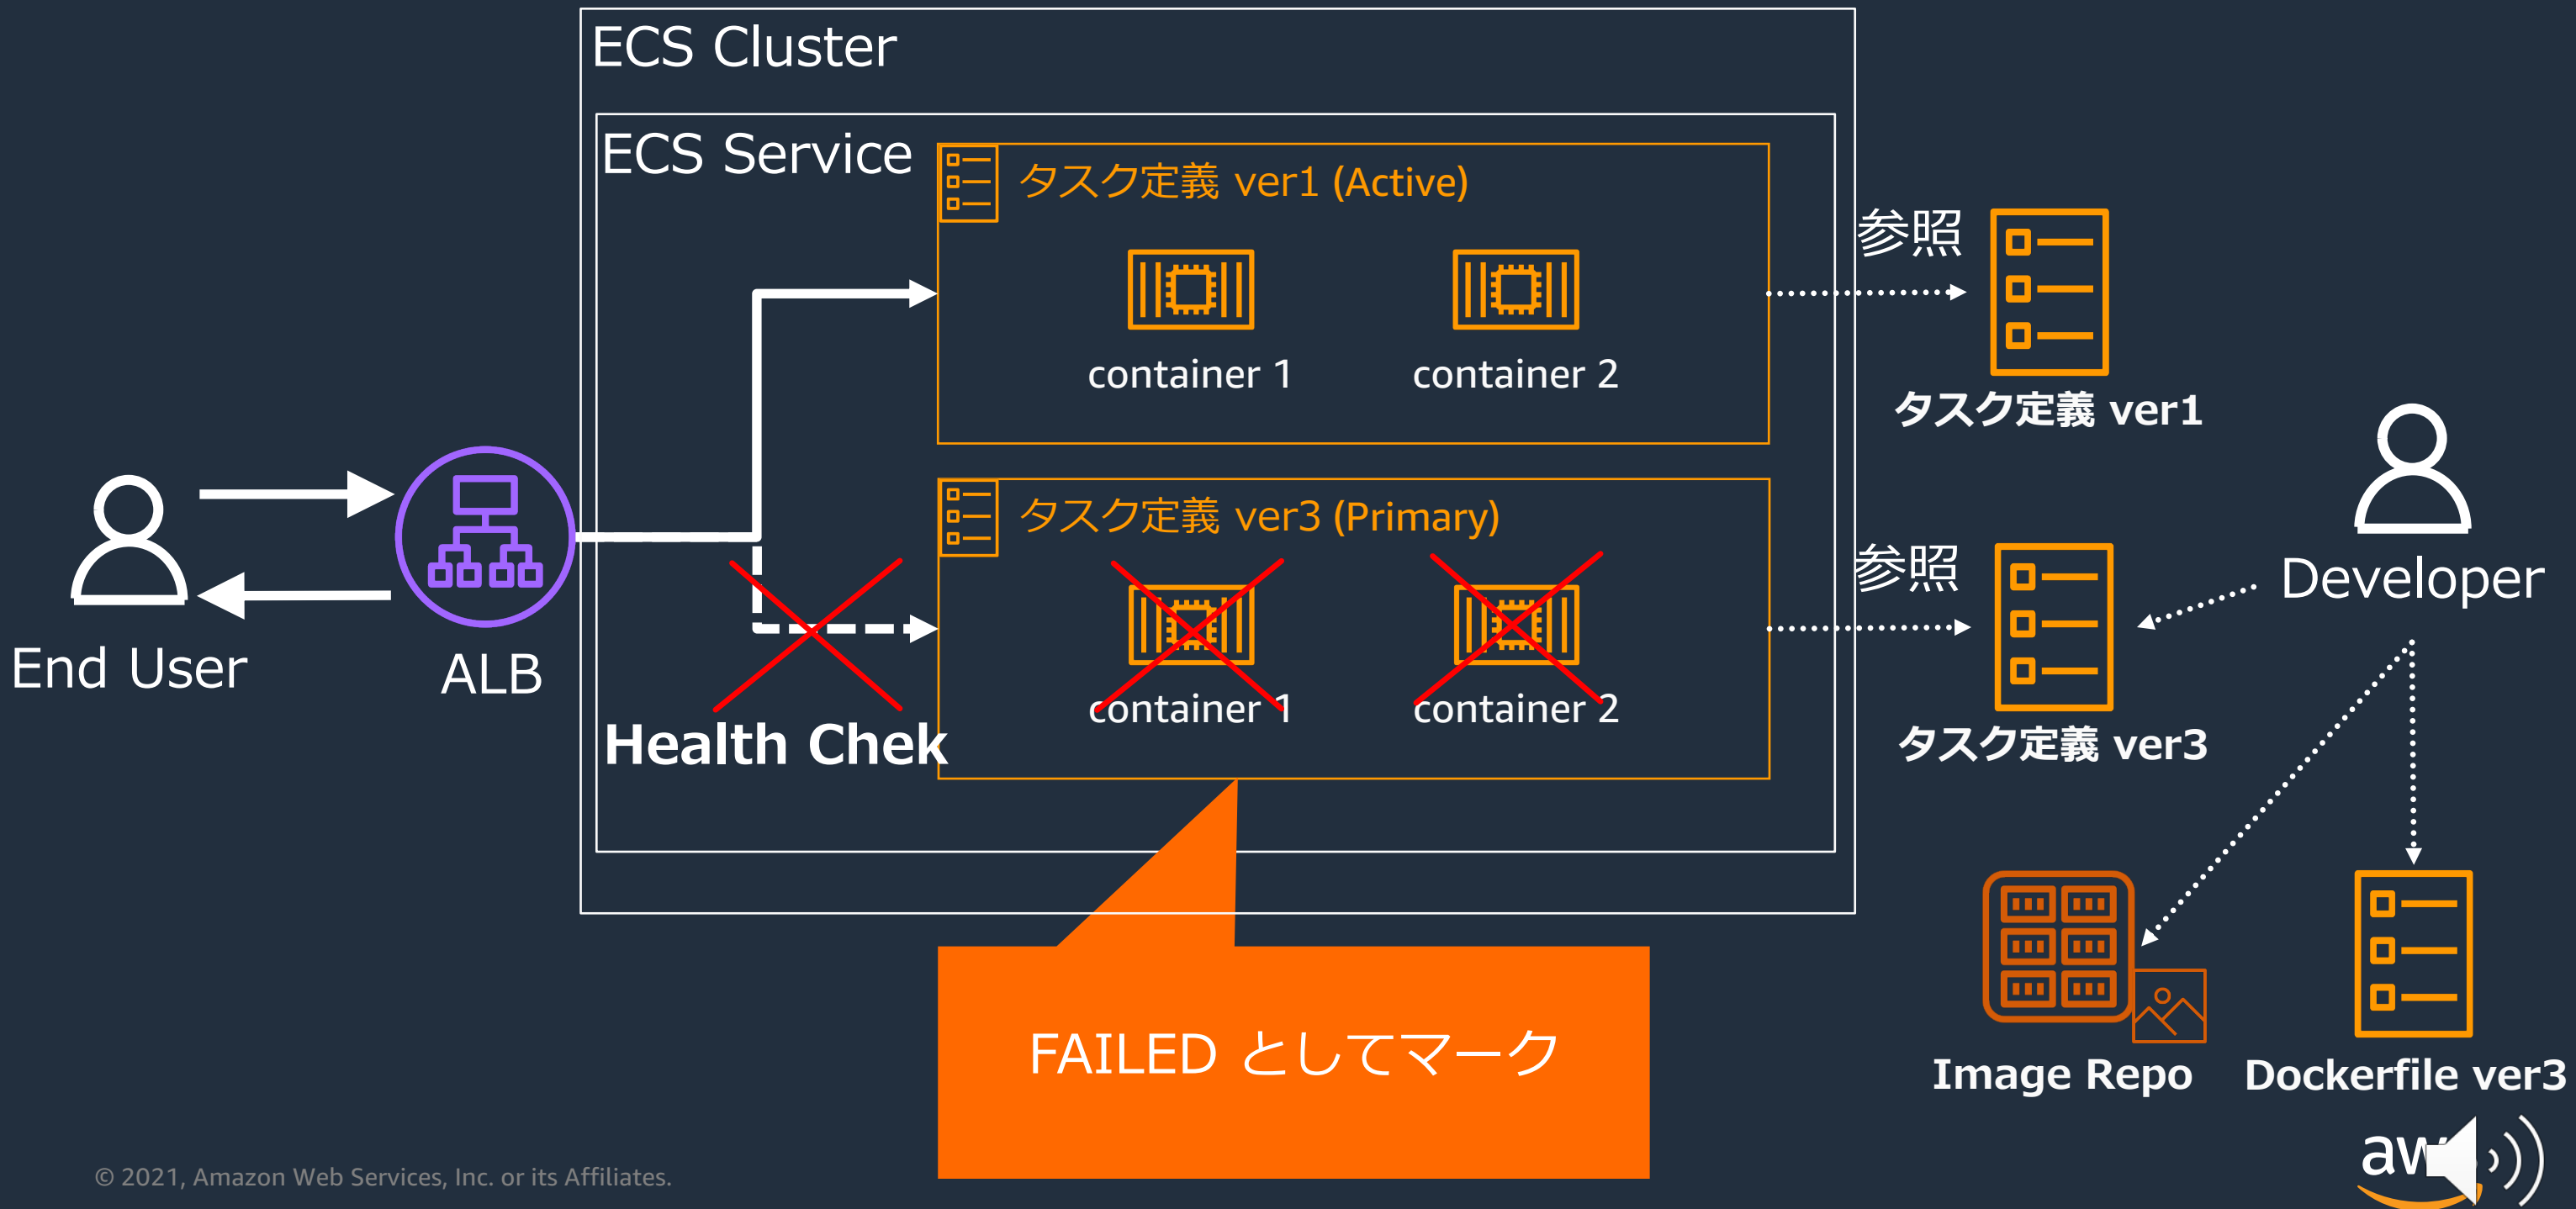 ECS Cluster
ECS Service
タスク定義 ver1 (Active)
container 1
container 2
参照
タスク定義 ver1
End User
ALB
Health Chek
タスク定義 ver3 (Primary)
container 1
container 2
参照
タスク定義 ver3
Developer
FAILED としてマーク
Image Repo
Dockerfile ver3
© 2021, Amazon Web Services, Inc. or its Affiliates.